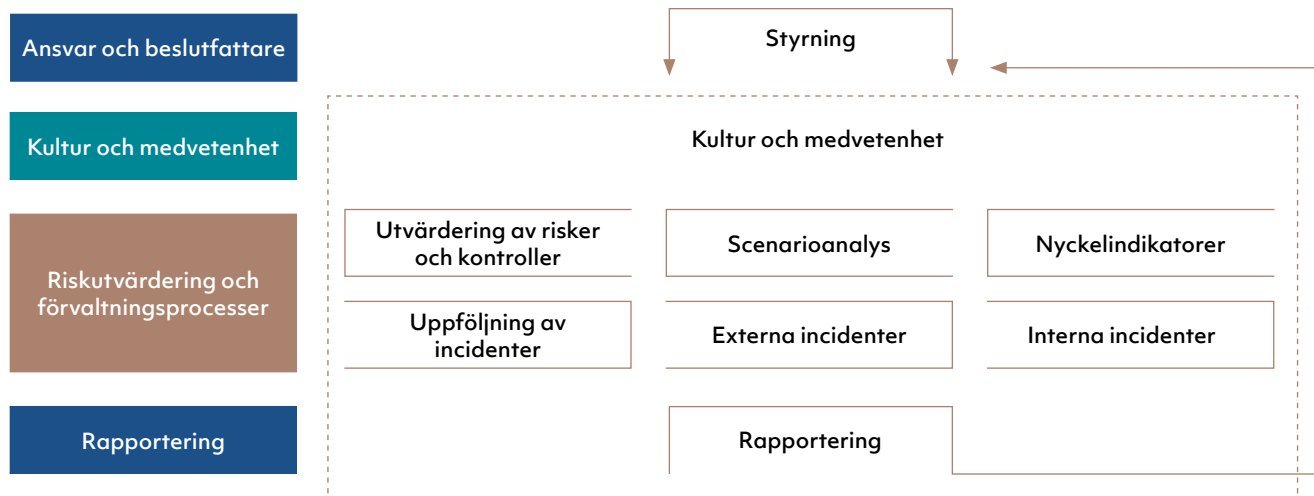 Ansvar och beslutfattare
Styrning
Kultur och medvetenhet
Kultur och medvetenhet
Riskutvärdering och
förvaltningsprocesser
Utvärdering av risker
och kontroller
Scenarioanalys
Nyckelindikatorer
Uppföljning av
incidenter
Externa incidenter
Interna incidenter
Rapportering
Rapportering